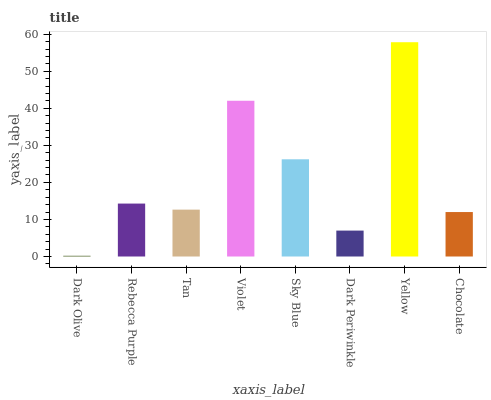 title
60
50
40
30
20
10
0
yaxis_label
Dark Olive
Rebecca Purple
Tan
Violet
Sky Blue
Dark Periwinkle
Yellow
Chocolate
xaxis_label